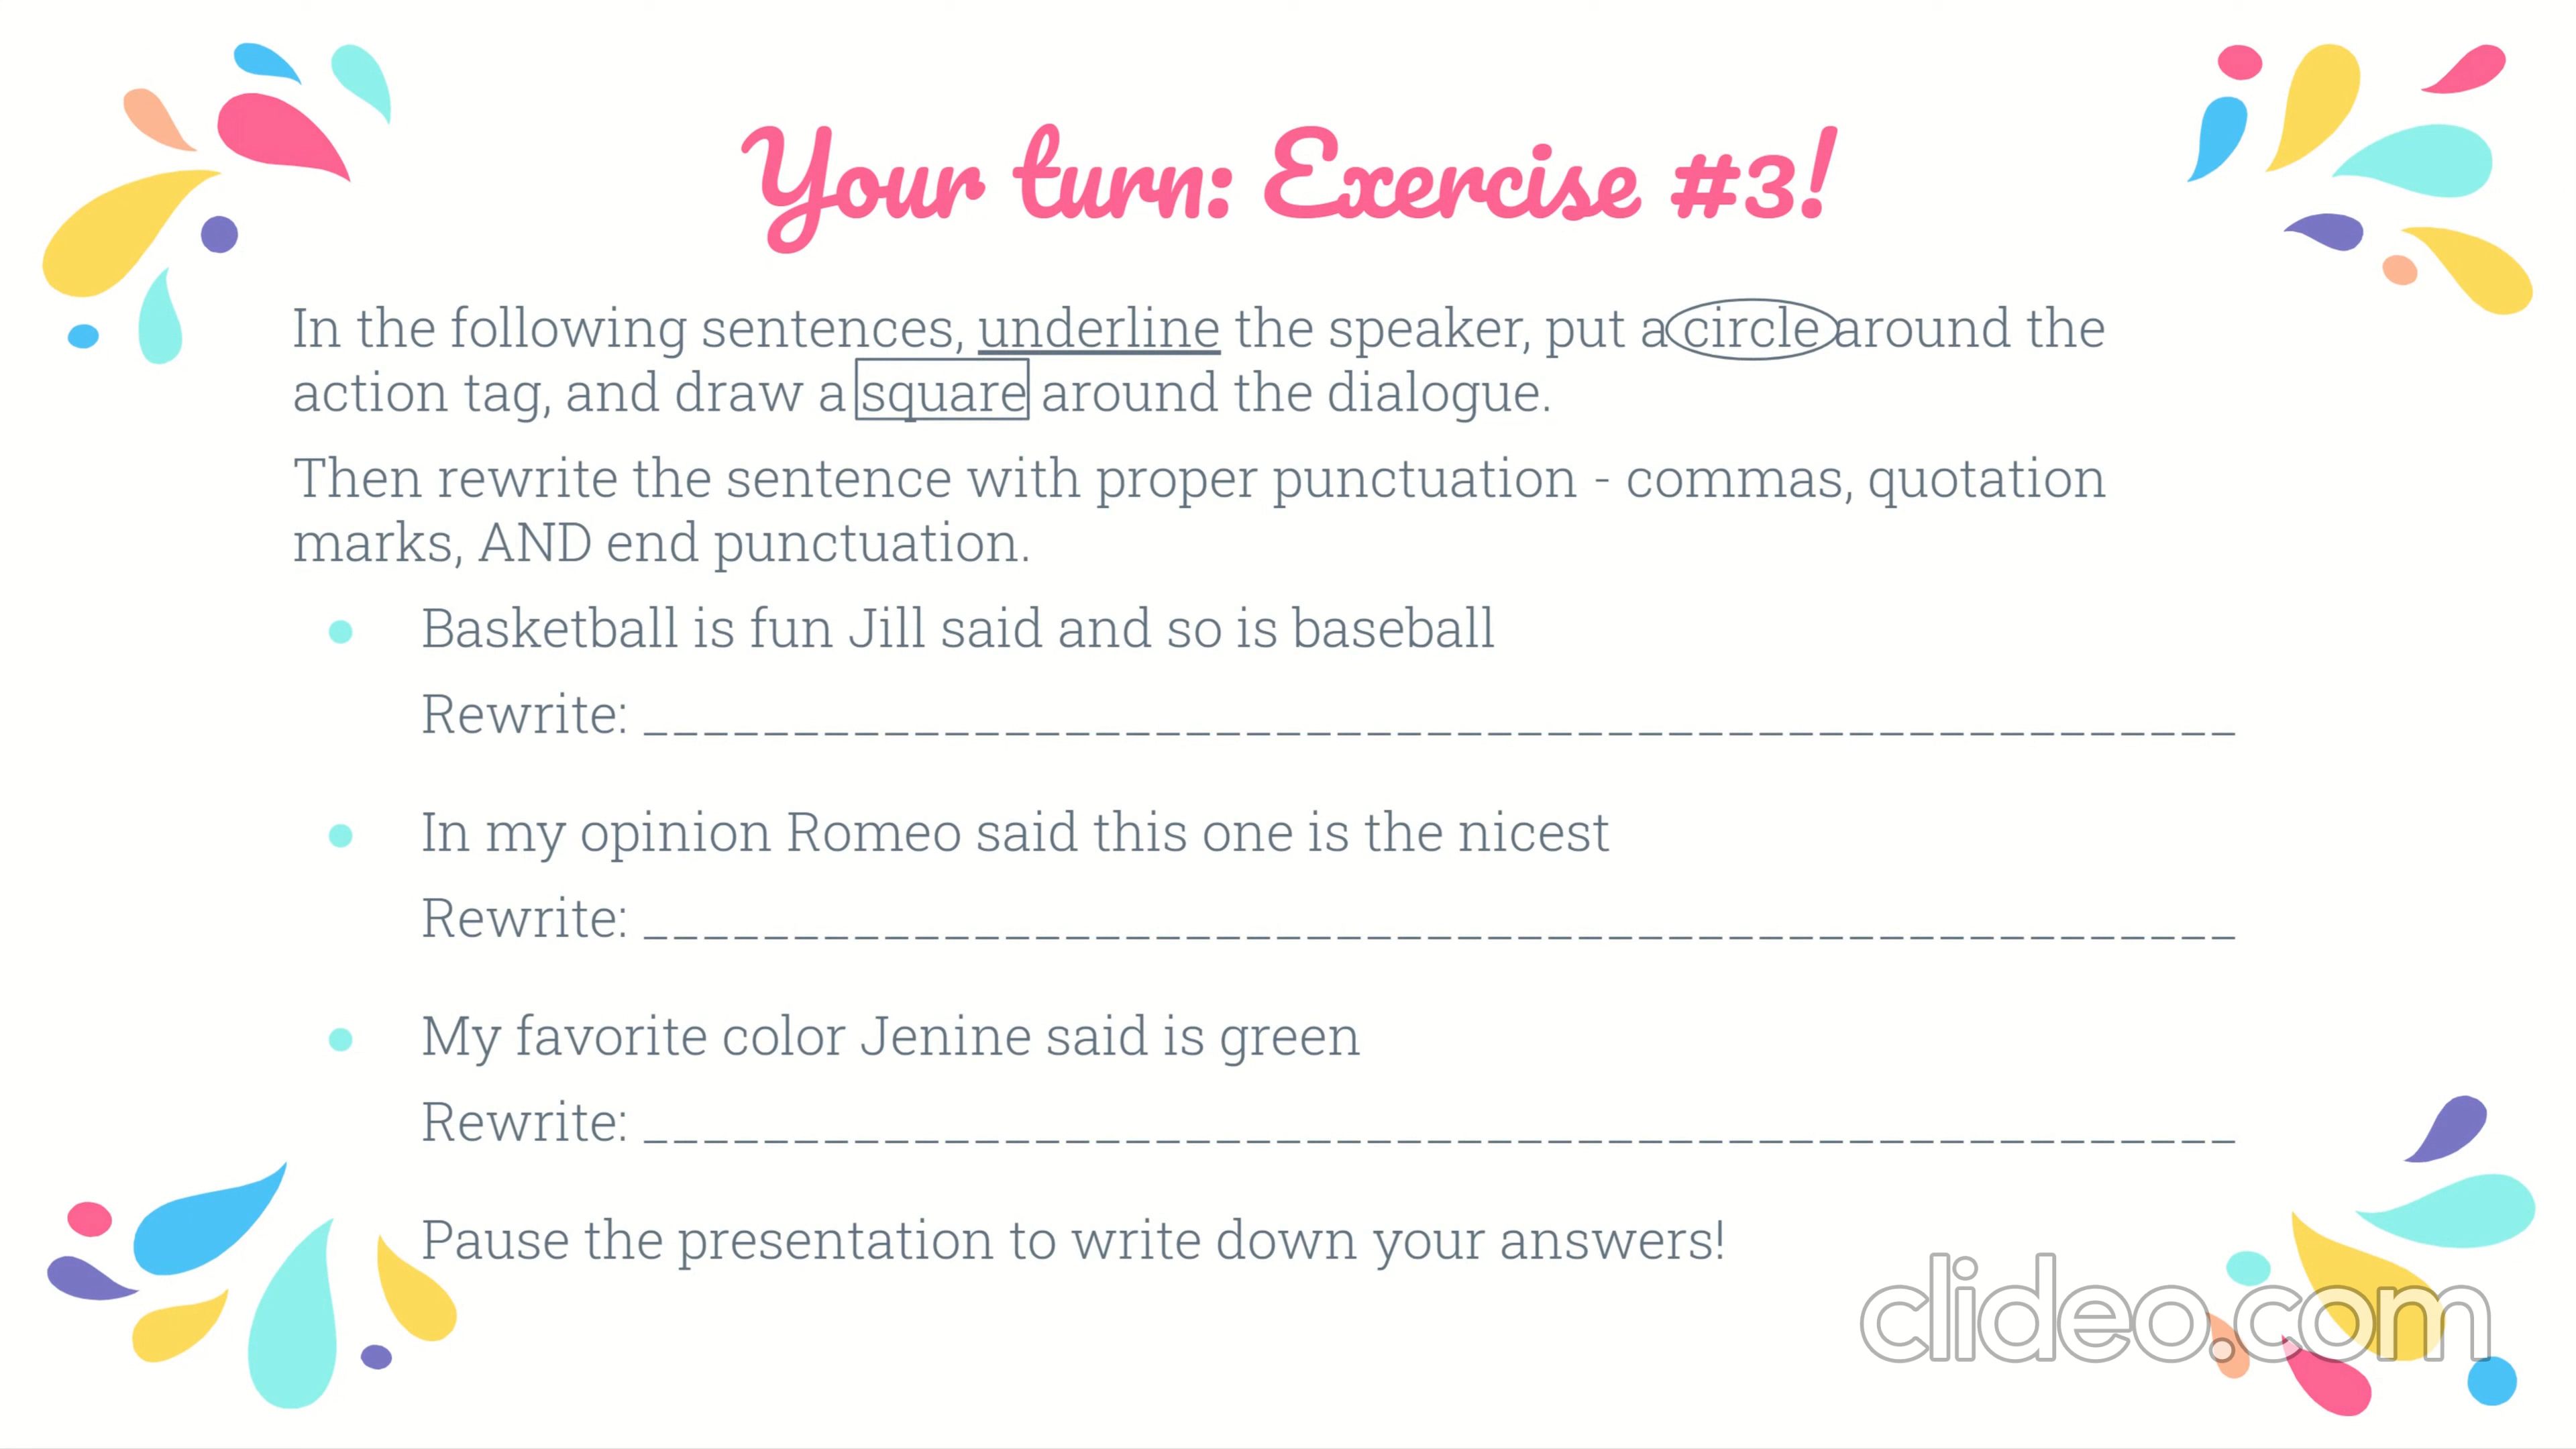 Your turn: Exercise #3!
In the following sentences, underline the speaker, put a circle around the
action tag, and draw a square around the dialogue.
Then rewrite the sentence with proper punctuation - commas, quotation
marks, AND end punctuation.
Basketball is fun Jill said and so is baseball
Rewrite: _____________________________________________________
In my opinion Romeo said this one is the nicest
Rewrite: _____________________________________________________
My favorite color Jenine said is green
Rewrite: _____________________________________________________
Pause the presentation to write down your answers!
clideo.com